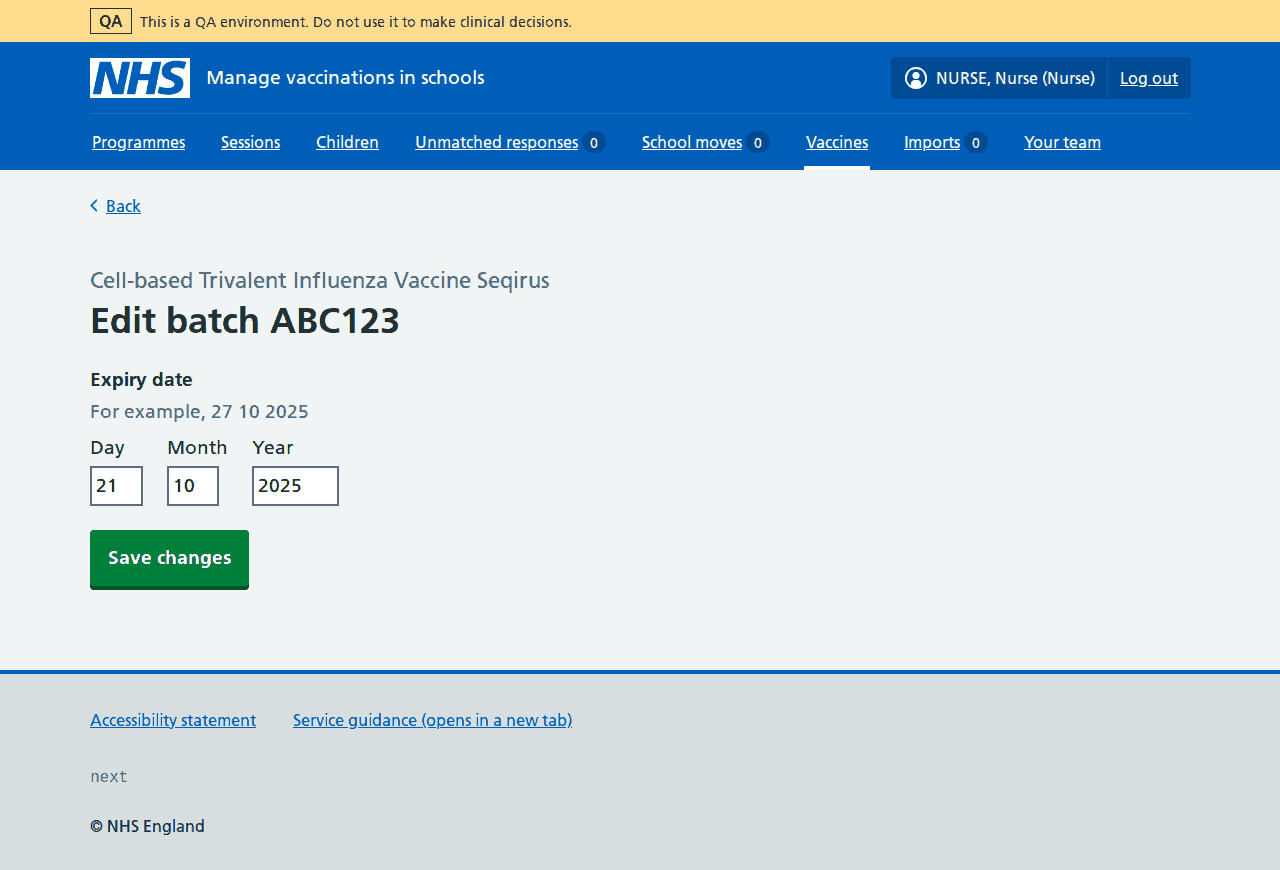 QA This is a QA environment. Do not use it to make clinical decisions.
NHS Manage vaccinations in schools NURSE, Nurse (Nurse) Log out
Programmes Sessions Children Unmatched responses 0 School moves 0 Vaccines Imports 0 Your team
Back
Cell-based Trivalent Influenza Vaccine Seqirus
Edit batch ABC123
Expiry date
For example, 27 10 2025
Day Month Year
21 10 2025
Save changes
Accessibility statement Service guidance (opens in a new tab)
next
© NHS England